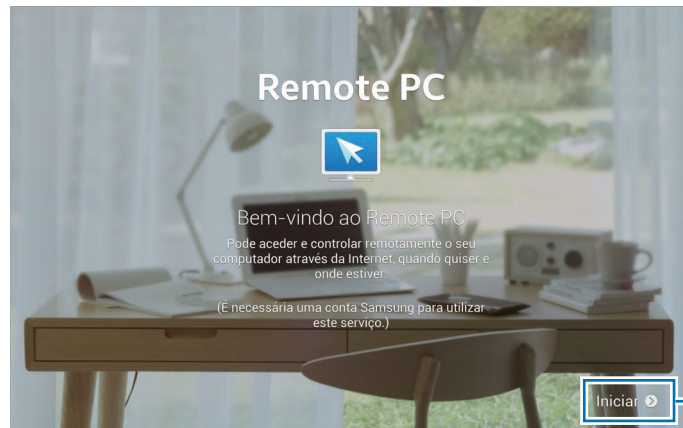 Remote PC
Bem-vindo ao Remote PC
Pode aceder e controlar remotamente o seu
computador através da Internet, quando quiser e
onde estiver.
(É necessária uma conta Samsung para utilizar
este serviço.)
Iniciar